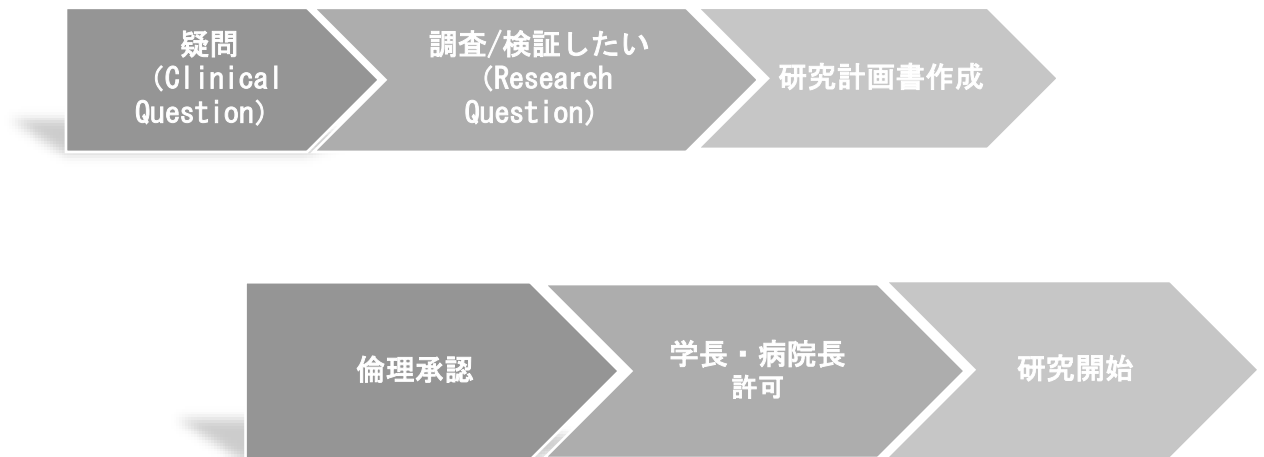 疑問
(Clinical
Question)
調査/検証したい
(Research
Question)
研究計画書作成
倫理承認
学長・病院長
許可
研究開始